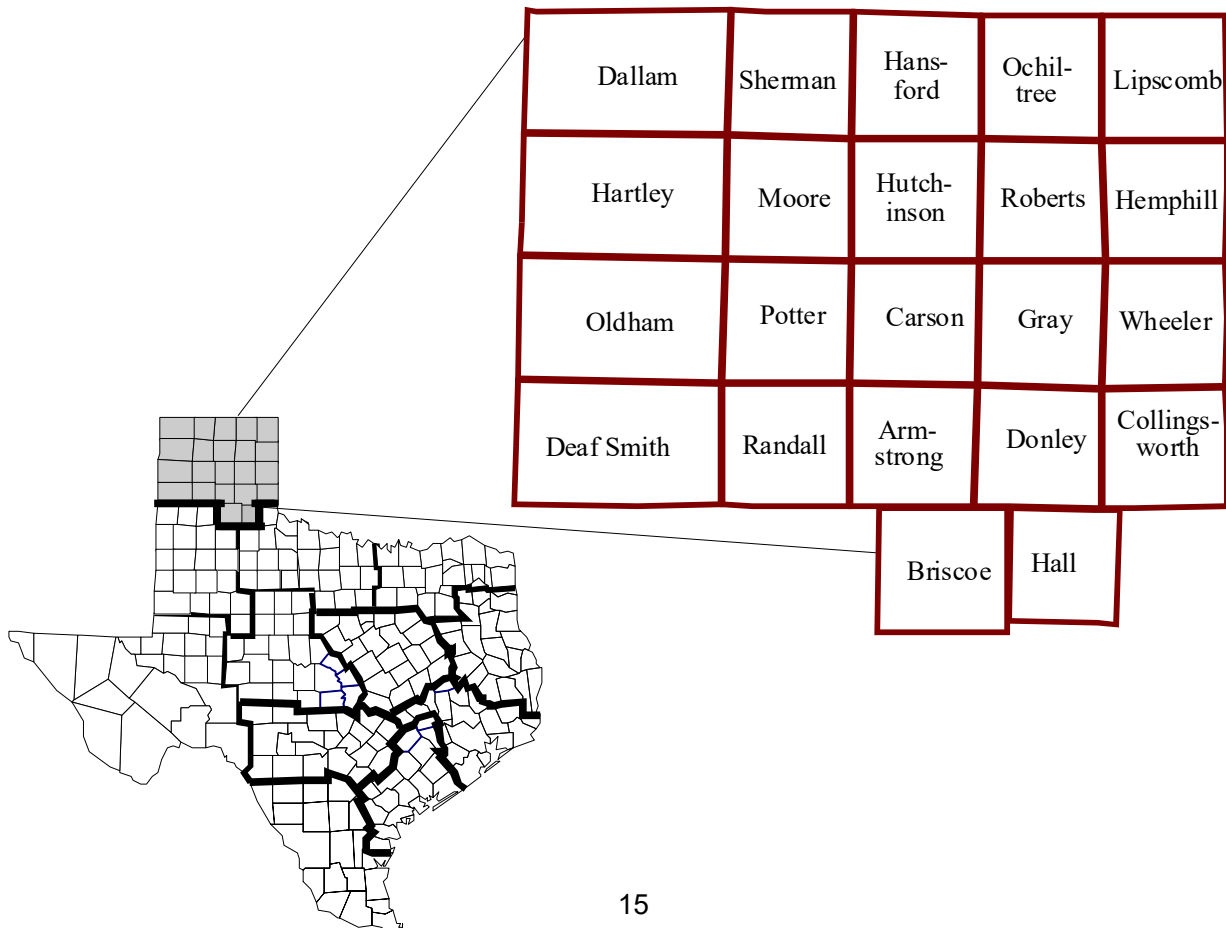 Dallam
Sherman
Hans-
ford
Ochil-
tree
Lipscomb
Hartley
Moore
Hutch-
inson
Roberts
Hemphill
Oldham
Potter
Carson
Gray
Wheeler
Deaf Smith
Randall
Arm-
strong
Donley
Collings-
worth
Briscoe
Hall
15